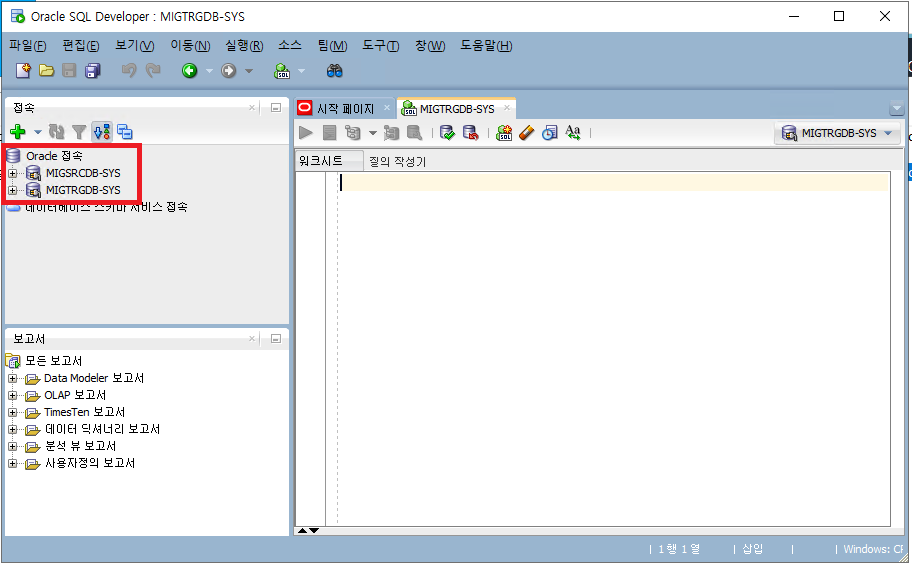 Oracle SQL Developer : MIGTRGDB-SYS
파일(F) 편집(E) 보기(V) 이동(N) 실행(R) 소스 팀(M) 도구(T) 창(W) 도움말(H)
접속
시작 페이지
MIGTRGDB-SYS
MIGTRGDB-SYS
Oracle 접속
MIGSRCDB-SYS
MIGTRGDB-SYS
데이터베이스 스키마 서비스 접속
워크시트 질의 작성기
보고서
모든 보고서
Data Modeler 보고서
OLAP 보고서
TimesTen 보고서
데이터 딕셔너리 보고서
분석 뷰 보고서
사용자정의 보고서
1 행 1 열 삽입 Windows: